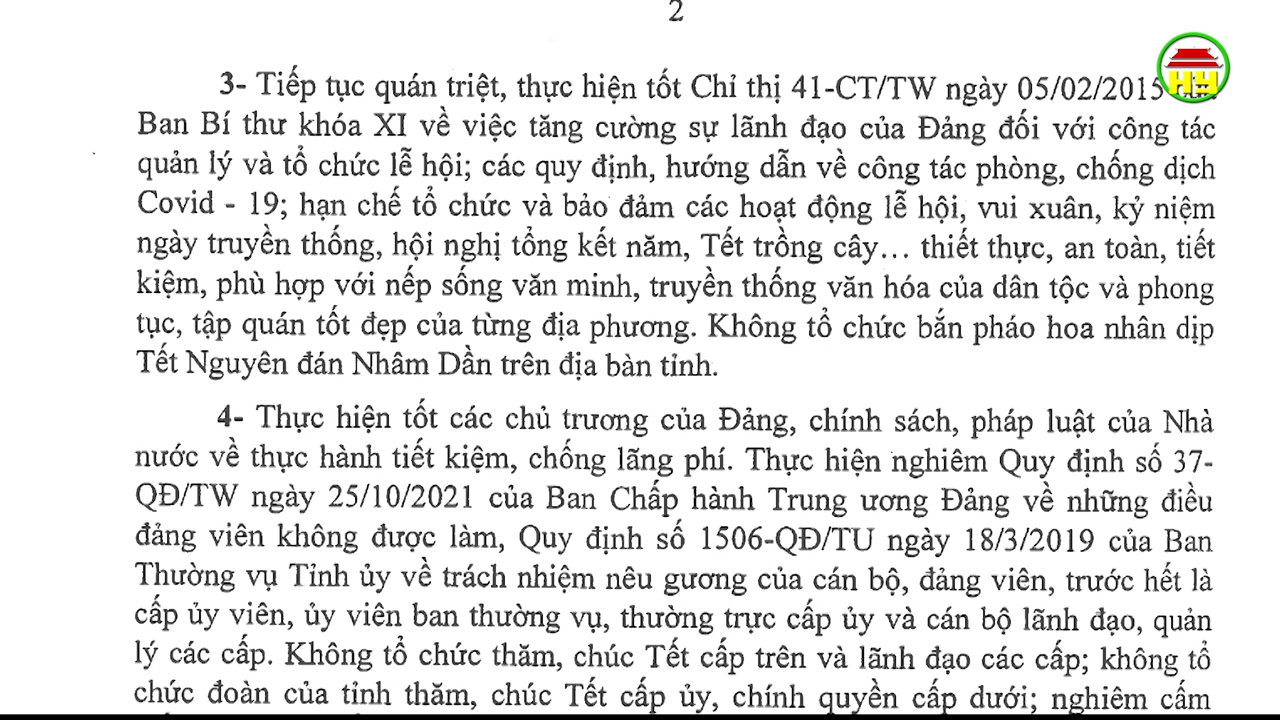 2
3- Tiếp tục quán triệt, thực hiện tốt Chỉ thị 41-CT/TW ngày 05/02/2015
Ban Bí thư khóa XI về việc tăng cường sự lãnh đạo của Đảng đối với công tác
quản lý và tổ chức lễ hội; các quy định, hướng dẫn về công tác phòng, chống dịch
Covid - 19; hạn chế tổ chức và bảo đảm các hoạt động lễ hội, vui xuân, kỷ niệm
ngày truyền thống, hội nghị tổng kết năm, Tết trồng cây… thiết thực, an toàn, tiết
kiệm, phù hợp với nếp sống văn minh, truyền thống văn hóa của dân tộc và phong
tục, tập quán tốt đẹp của từng địa phương. Không tổ chức bắn pháo hoa nhân dịp
Tết Nguyên đán Nhâm Dần trên địa bàn tỉnh.
4- Thực hiện tốt các chủ trương của Đảng, chính sách, pháp luật của Nhà
nước về thực hành tiết kiệm, chống lãng phí. Thực hiện nghiêm Quy định số 37-
QĐ/TW ngày 25/10/2021 của Ban Chấp hành Trung ương Đảng về những điều
đảng viên không được làm, Quy định số 1506-QĐ/TU ngày 18/3/2019 của Ban
Thường vụ Tỉnh ủy về trách nhiệm nêu gương của cán bộ, đảng viên, trước hết là
cấp ủy viên, ủy viên ban thường vụ, thường trực cấp ủy và cán bộ lãnh đạo, quản
lý các cấp. Không tổ chức thăm, chúc Tết cấp trên và lãnh đạo các cấp; không tổ
chức đoàn của tỉnh thăm, chúc Tết cấp ủy, chính quyền cấp dưới; nghiêm cấm
HY